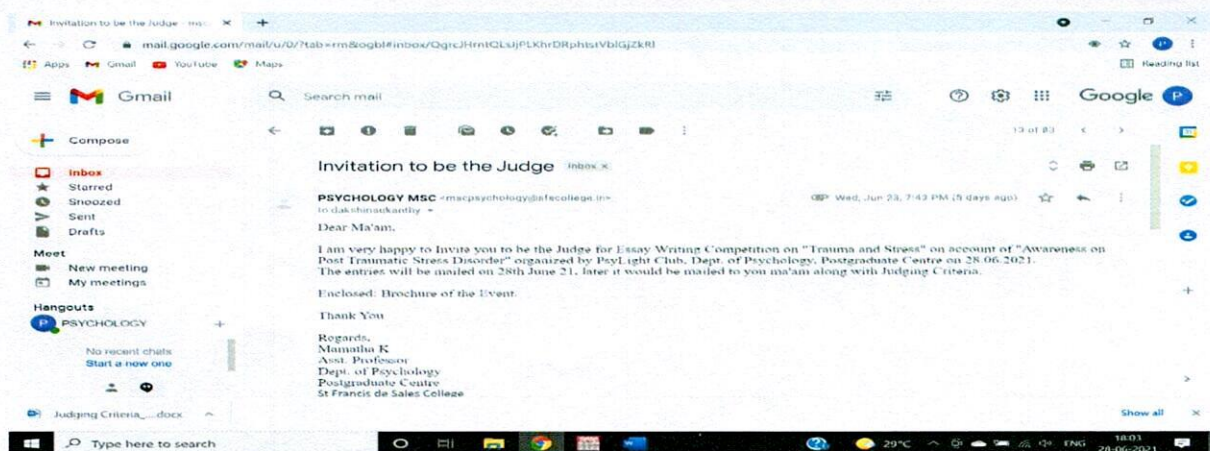 Invitation to be the Judge - msc
mail.google.com/mail/u/0/?tab=rm&ogbl#inbox/
Apps Gmail YouTube Maps Reading list
Gmail Search mail Google P
Compose 13 of 83
Inbox
Starred
Snoozed
Sent
Drafts
Meet
New meeting
My meetings
Hangouts
P PSYCHOLOGY
No recent chats
Start a new one
Invitation to be the Judge Inbox x
PSYCHOLOGY MSC <mscpsychology@sfscollege.in> Wed, Jun 23, 7:43 PM (5 days ago)
to dakshinsukanthy
Dear Ma'am,
I am very happy to Invite you to be the Judge for Essay Writing Competition on "Trauma and Stress" on account of "Awareness on
Post Traumatic Stress Disorder" organized by PsyLight Club, Dept. of Psychology, Postgraduate Centre on 28.06.2021.
The entries will be mailed on 28th June 21, later it would be mailed to you ma'am along with Judging Criteria.
Enclosed: Brochure of the Event.
Thank You
Regards,
Mamatha K
Asst. Professor
Dept. of Psychology
Postgraduate Centre
St Francis de Sales College
Judging Criteria_....docx Show all
Type here to search 29°C ENG 18:03
28-06-2021